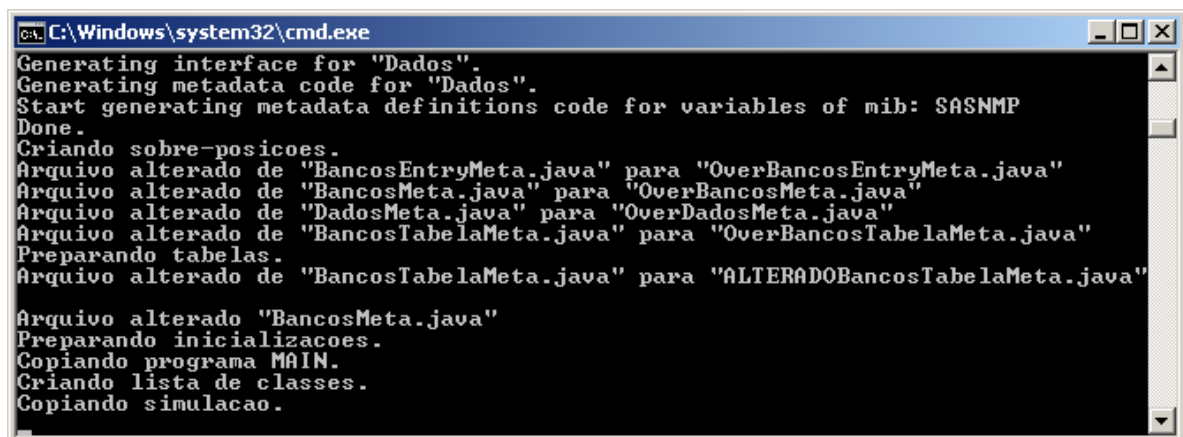 C:\Windows\system32\cmd.exe
Generating interface for "Dados".
Generating metadata code for "Dados".
Start generating metadata definitions code for variables of mib: SASNMP
Done.
Criando sobre-posicoes.
Arquivo alterado de "BancosEntryMeta.java" para "OverBancosEntryMeta.java"
Arquivo alterado de "BancosMeta.java" para "OverBancosMeta.java"
Arquivo alterado de "DadosMeta.java" para "OverDadosMeta.java"
Arquivo alterado de "BancosTabelaMeta.java" para "OverBancosTabelaMeta.java"
Preparando tabelas.
Arquivo alterado de "BancosTabelaMeta.java" para "ALTERADOBancosTabelaMeta.java"
Arquivo alterado "BancosMeta.java"
Preparando inicializacoes.
Copiando programa MAIN.
Criando lista de classes.
Copiando simulacao.